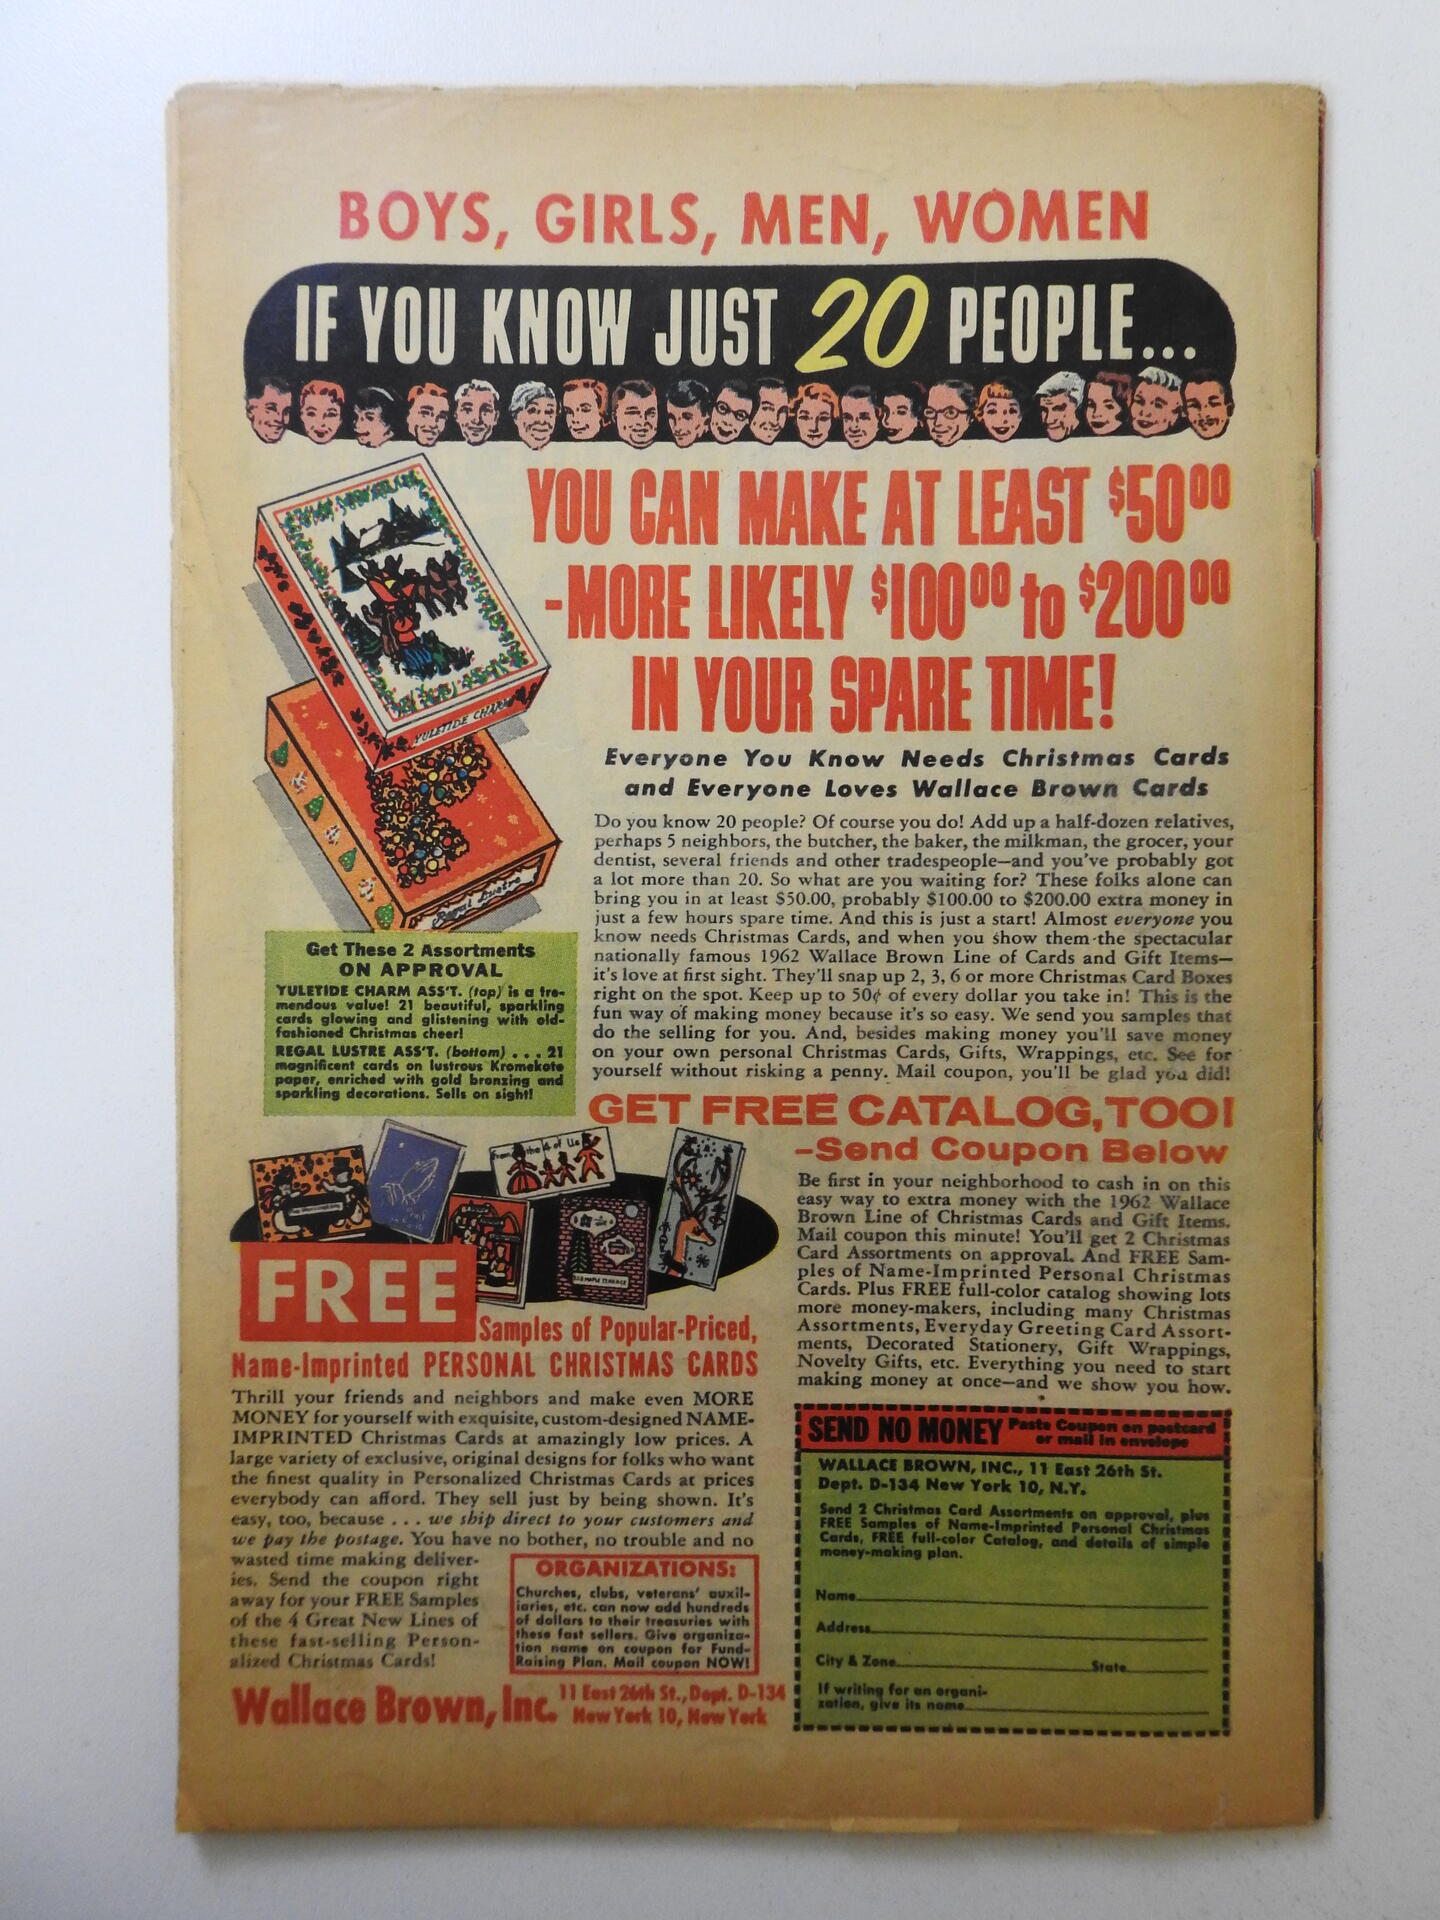 BOYS, GIRLS, MEN, WOMEN
IF YOU KNOW JUST 20 PEOPLE...
YOU CAN MAKE AT LEAST $50⁰⁰
-MORE LIKELY $100⁰⁰ to $200⁰⁰
IN YOUR SPARE TIME!
YULETIDE CHARM
Regal Lustre
Everyone You Know Needs Christmas Cards
and Everyone Loves Wallace Brown Cards
Do you know 20 people? Of course you do! Add up a half-dozen relatives,
perhaps 5 neighbors, the butcher, the baker, the milkman, the grocer, your
dentist, several friends and other tradespeople—and you've probably got
a lot more than 20. So what are you waiting for? These folks alone can
bring you in at least $50.00, probably $100.00 to $200.00 extra money in
just a few hours spare time. And this is just a start! Almost everyone you
know needs Christmas Cards, and when you show them the spectacular
nationally famous 1962 Wallace Brown Line of Cards and Gift Items—
it's love at first sight. They'll snap up 2, 3, 6 or more Christmas Card Boxes
right on the spot. Keep up to 50¢ of every dollar you take in! This is the
fun way of making money because it's so easy. We send you samples that
do the selling for you. And, besides making money you'll save money
on your own personal Christmas Cards, Gifts, Wrappings, etc. See for
yourself without risking a penny. Mail coupon, you'll be glad you did!
Get These 2 Assortments
ON APPROVAL
YULETIDE CHARM ASS'T. (top) is a tre-
mendous value! 21 beautiful, sparkling
cards glowing and glistening with old-
fashioned Christmas cheer!
REGAL LUSTRE ASS'T. (bottom) . . . 21
magnificent cards on lustrous Kromekote
paper, enriched with gold bronzing and
sparkling decorations. Sells on sight!
GET FREE CATALOG, TOO!
—Send Coupon Below
Be first in your neighborhood to cash in on this
easy way to extra money with the 1962 Wallace
Brown Line of Christmas Cards and Gift Items.
Mail coupon this minute! You'll get 2 Christmas
Card Assortments on approval. And FREE Sam-
ples of Name-Imprinted Personal Christmas
Cards. Plus FREE full-color catalog showing lots
more money-makers, including many Christmas
Assortments, Everyday Greeting Card Assort-
ments, Decorated Stationery, Gift Wrappings,
Novelty Gifts, etc. Everything you need to start
making money at once—and we show you how.
from the 4 of Us
FREE
Samples of Popular-Priced,
Name-Imprinted PERSONAL CHRISTMAS CARDS
Thrill your friends and neighbors and make even MORE
MONEY for yourself with exquisite, custom-designed NAME-
IMPRINTED Christmas Cards at amazingly low prices. A
large variety of exclusive, original designs for folks who want
the finest quality in Personalized Christmas Cards at prices
everybody can afford. They sell just by being shown. It's
easy, too, because . . . we ship direct to your customers and
we pay the postage. You have no bother, no trouble and no
wasted time making deliver-
ies. Send the coupon right
away for your FREE Samples
of the 4 Great New Lines of
these fast-selling Person-
alized Christmas Cards!
ORGANIZATIONS:
Churches, clubs, veterans' auxil-
iaries, etc. can now add hundreds
of dollars to their treasuries with
these fast sellers. Give organiza-
tion name on coupon for Fund-
Raising Plan. Mail coupon NOW!
Wallace Brown, Inc. 11 East 26th St., Dept. D-134
New York 10, New York
SEND NO MONEY Paste Coupon on postcard
or mail in envelope
WALLACE BROWN, INC., 11 East 26th St.
Dept. D-134 New York 10, N.Y.
Send 2 Christmas Card Assortments on approval, plus
FREE Samples of Name-Imprinted Personal Christmas
Cards, FREE full-color Catalog, and details of simple
money-making plan.
Name
Address
City & Zone State
If writing for an organi-
zation, give its name